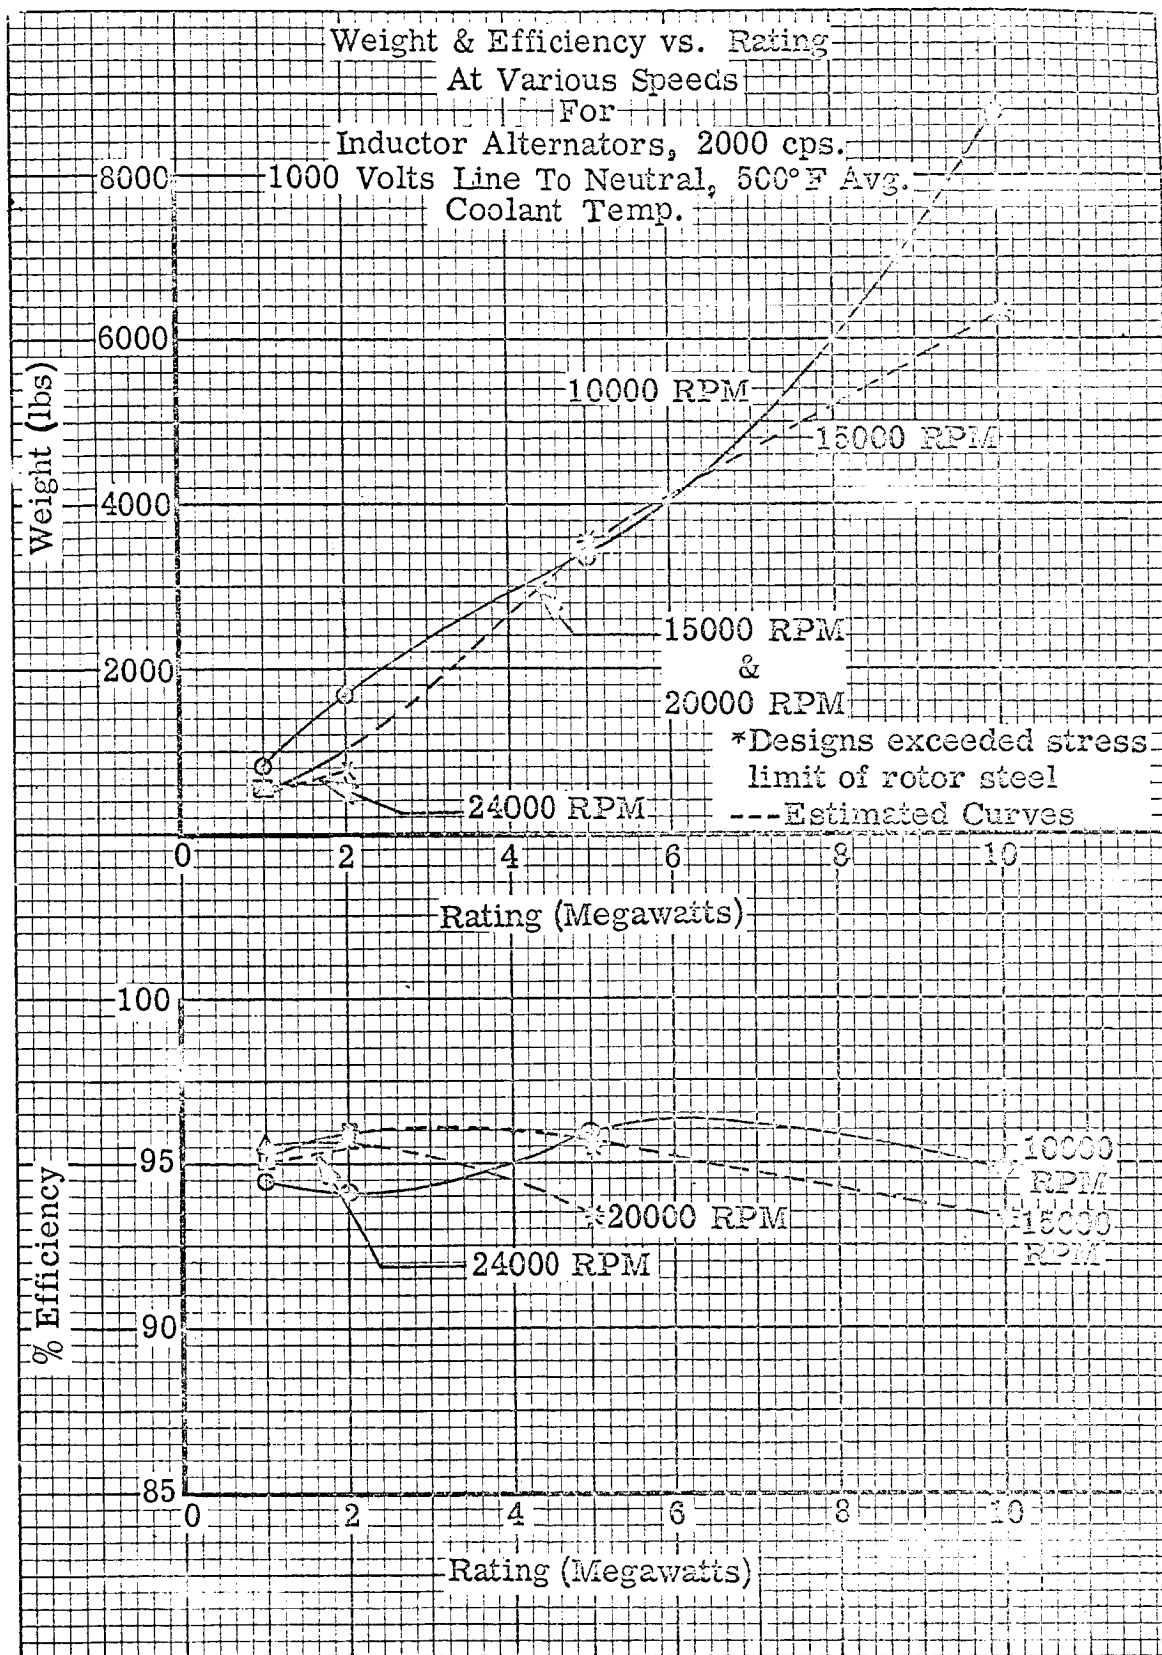 Weight & Efficiency vs. Rating
At Various Speeds
For
Inductor Alternators, 2000 cps.
1000 Volts Line To Neutral, 500°F Avg.
Coolant Temp.
8000
6000
4000
2000
Weight (lbs)
10000 RPM
15000 RPM
15000 RPM
&
20000 RPM
*Designs exceeded stress
limit of rotor steel
---Estimated Curves
24000 RPM
0 2 4 6 8 10
Rating (Megawatts)
100
95
90
85
% Efficiency
10000
RPM
15000
RPM
20000 RPM
24000 RPM
0 2 4 6 8 10
Rating (Megawatts)